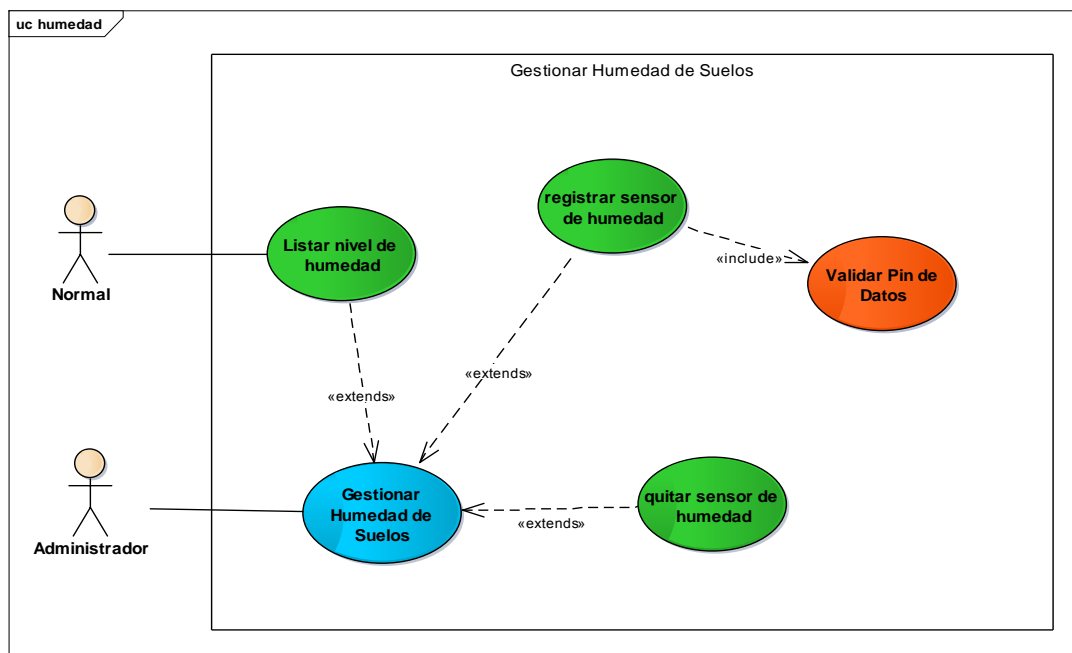 uc humedad
Gestionar Humedad de Suelos
registrar sensor
de humedad
Listar nivel de
humedad
«include»
Validar Pin de
Datos
Normal
«extends»
«extends»
Gestionar
Humedad de
Suelos
quitar sensor de
humedad
«extends»
Administrador